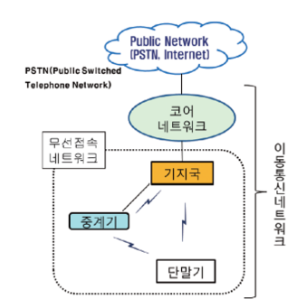 Public Network
(PSTN, Internet)
PSTN(Public Switched
Telephone Network)
코어
네트워크
무선접속
네트워크
기지국
중계기
단말기
이동통신네트워크